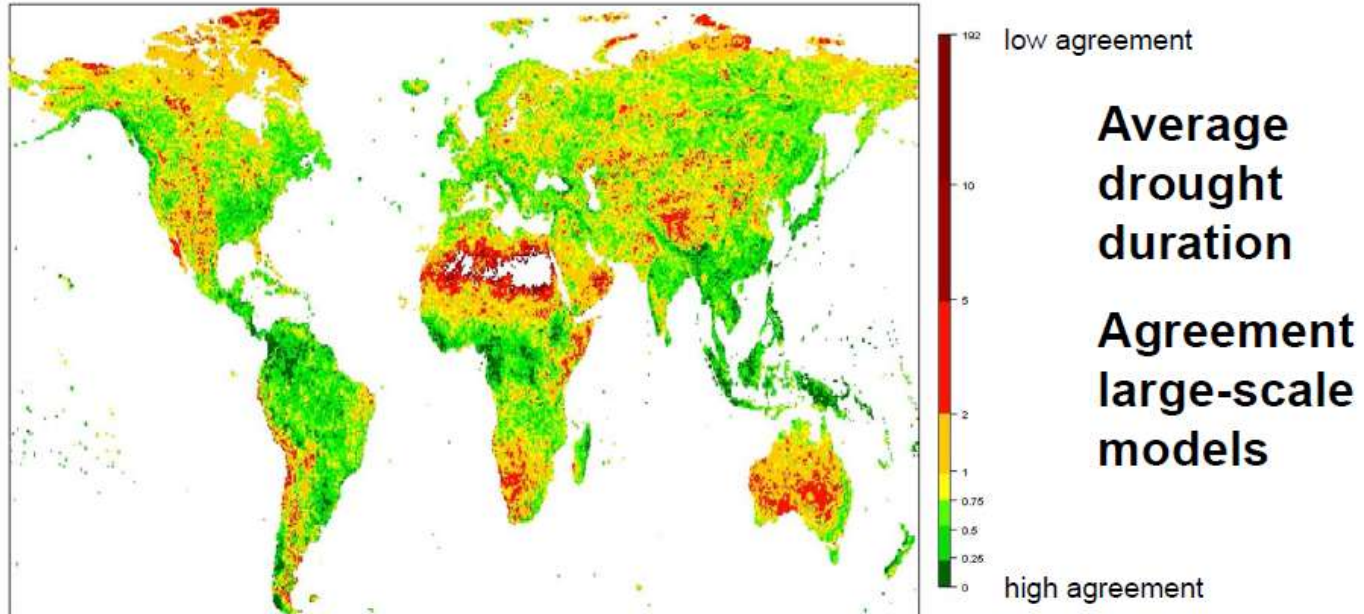 192
low agreement
10
5
2
1
0.75
0.5
0.25
0
high agreement
Average
drought
duration
Agreement
large-scale
models